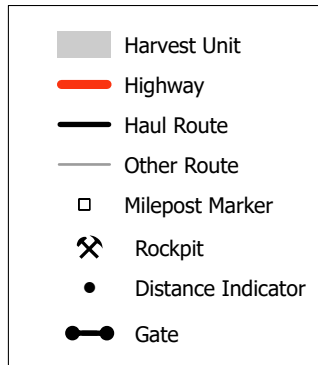 Harvest Unit
Highway
Haul Route
Other Route
Milepost Marker
Rockpit
Distance Indicator
Gate